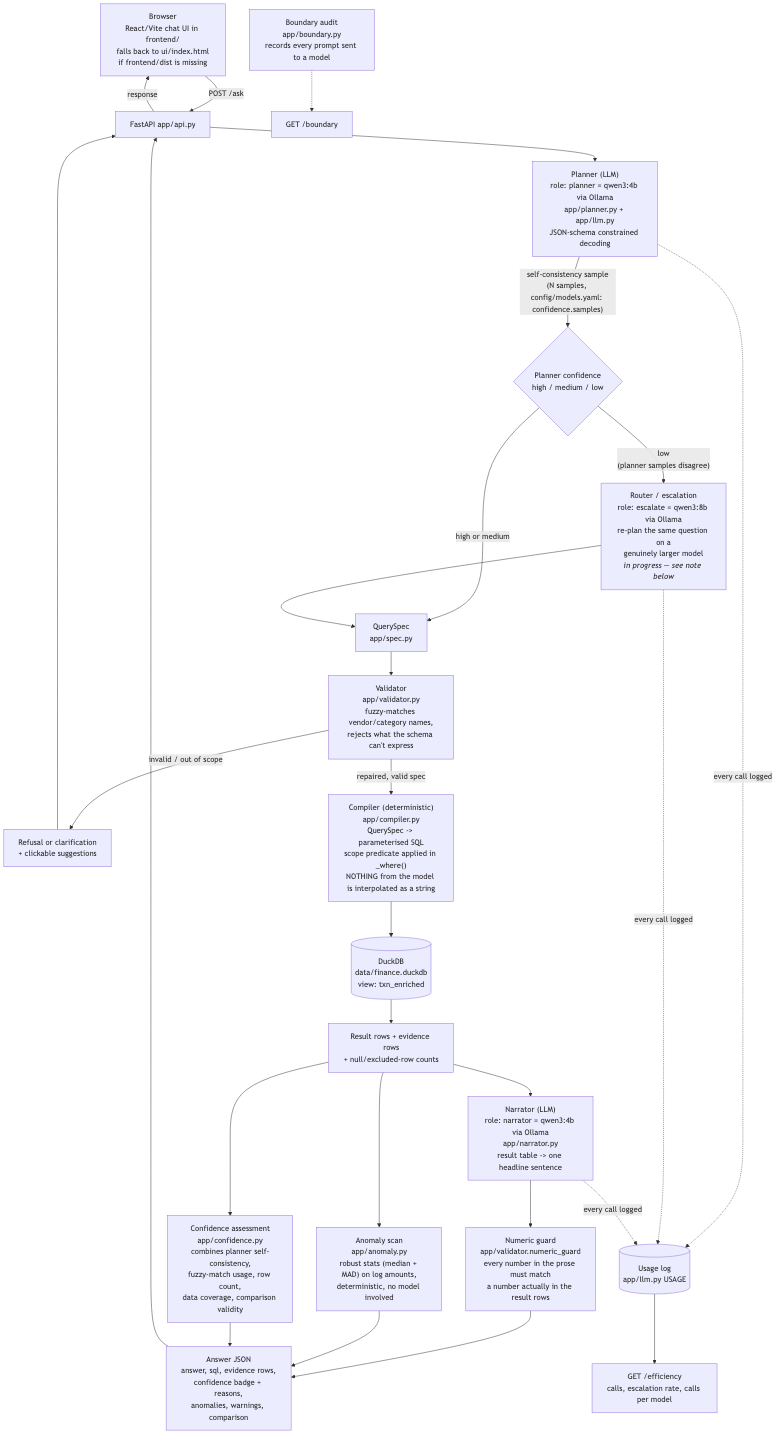 Browser
React/Vite chat UI in
frontend/
falls back to ui/index.html
if frontend/dist is missing
Boundary audit
app/boundary.py
records every prompt sent
to a model
response
POST /ask
FastAPI app/api.py
GET /boundary
Planner (LLM)
role: planner = qwen3:4b
via Ollama
app/planner.py +
app/llm.py
JSON-schema constrained
decoding
self-consistency sample
(N samples,
config/models.yaml:
confidence.samples)
Planner confidence
high / medium / low
low
(planner samples disagree)
Router / escalation
role: escalate = qwen3:8b
via Ollama
re-plan the same question
on a
genuinely larger model
in progress — see note
below
high or medium
QuerySpec
app/spec.py
Validator
app/validator.py
fuzzy-matches
vendor/category names,
rejects what the schema
can't express
invalid / out of scope
repaired, valid spec
every call logged
Refusal or clarification
+ clickable suggestions
Compiler (deterministic)
app/compiler.py
QuerySpec ->
parameterised SQL
scope predicate applied in
_where()
NOTHING from the model
is interpolated as a string
every call logged
DuckDB
data/finance.duckdb
view: txn_enriched
Result rows + evidence
rows
+ null/excluded-row counts
Narrator (LLM)
role: narrator = qwen3:4b
via Ollama
app/narrator.py
result table -> one
headline sentence
every call logged
Confidence assessment
app/confidence.py
combines planner self-
consistency,
fuzzy-match usage, row
count,
data coverage, comparison
validity
Anomaly scan
app/anomaly.py
robust stats (median +
MAD) on log amounts,
deterministic, no model
involved
Numeric guard
app/validator.numeric_guard
every number in the prose
must match
a number actually in the
result rows
Usage log
app/llm.py USAGE
Answer JSON
answer, sql, evidence rows,
confidence badge +
reasons,
anomalies, warnings,
comparison
GET /efficiency
calls, escalation rate, calls
per model